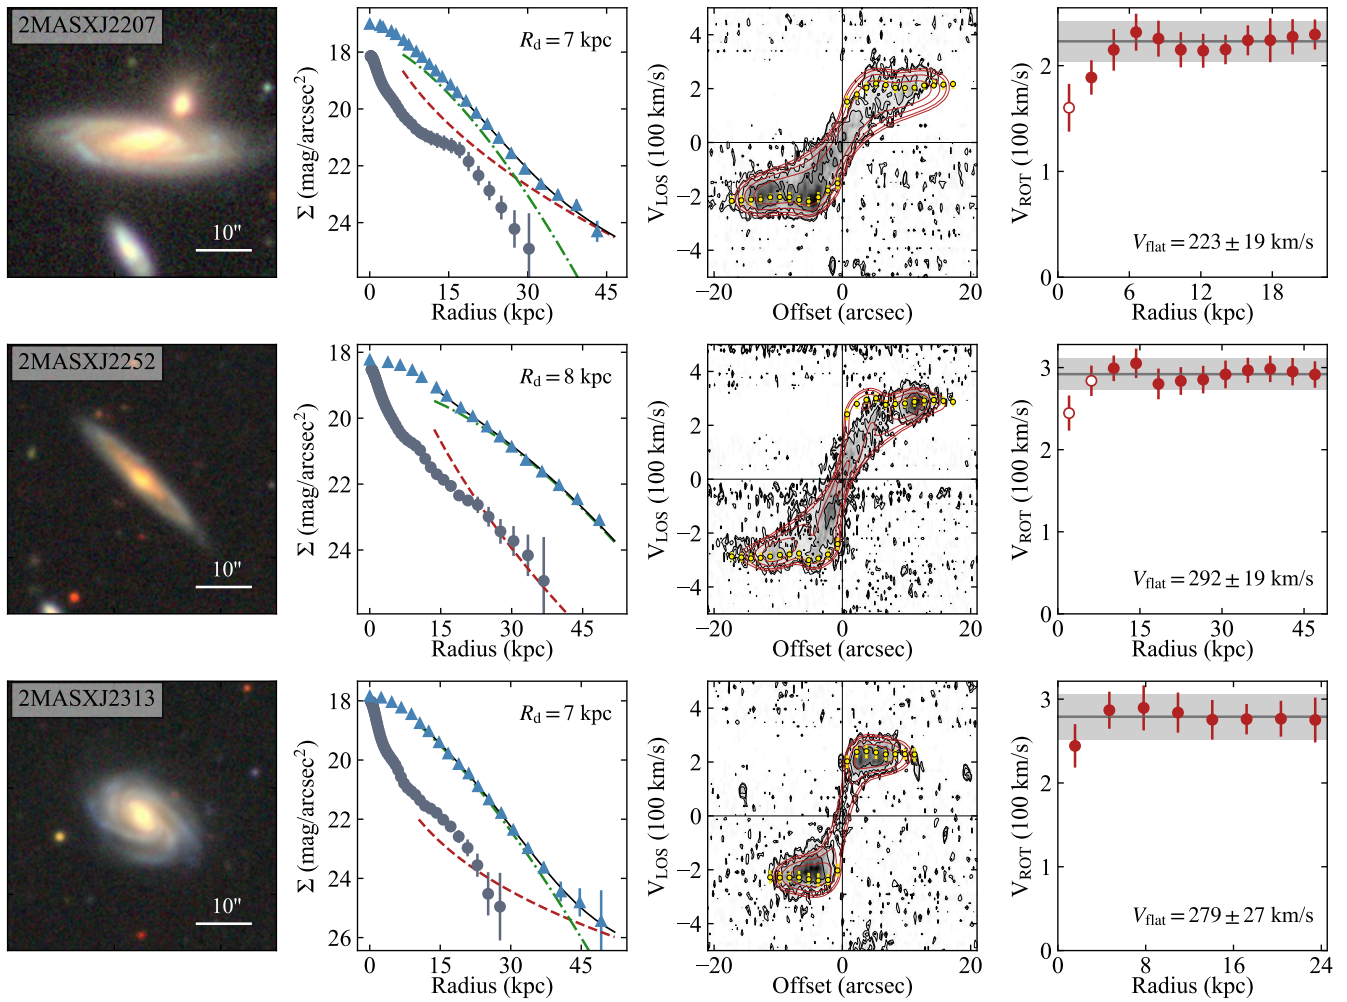 2MASXJ2207
10"
Σ (mag/arcsec²)
18
20
22
24
R_d = 7 kpc
0 15 30 45
Radius (kpc)
V_LOS (100 km/s)
4
2
0
−2
−4
−20 0 20
Offset (arcsec)
V_ROT (100 km/s)
2
1
0
V_flat = 223 ± 19 km/s
0 6 12 18
Radius (kpc)
2MASXJ2252
10"
Σ (mag/arcsec²)
18
20
22
24
R_d = 8 kpc
0 15 30 45
Radius (kpc)
V_LOS (100 km/s)
4
2
0
−2
−4
−20 0 20
Offset (arcsec)
V_ROT (100 km/s)
3
2
1
0
V_flat = 292 ± 19 km/s
0 15 30 45
Radius (kpc)
2MASXJ2313
10"
Σ (mag/arcsec²)
18
20
22
24
26
R_d = 7 kpc
0 15 30 45
Radius (kpc)
V_LOS (100 km/s)
4
2
0
−2
−4
−20 0 20
Offset (arcsec)
V_ROT (100 km/s)
3
2
1
0
V_flat = 279 ± 27 km/s
0 8 16 24
Radius (kpc)